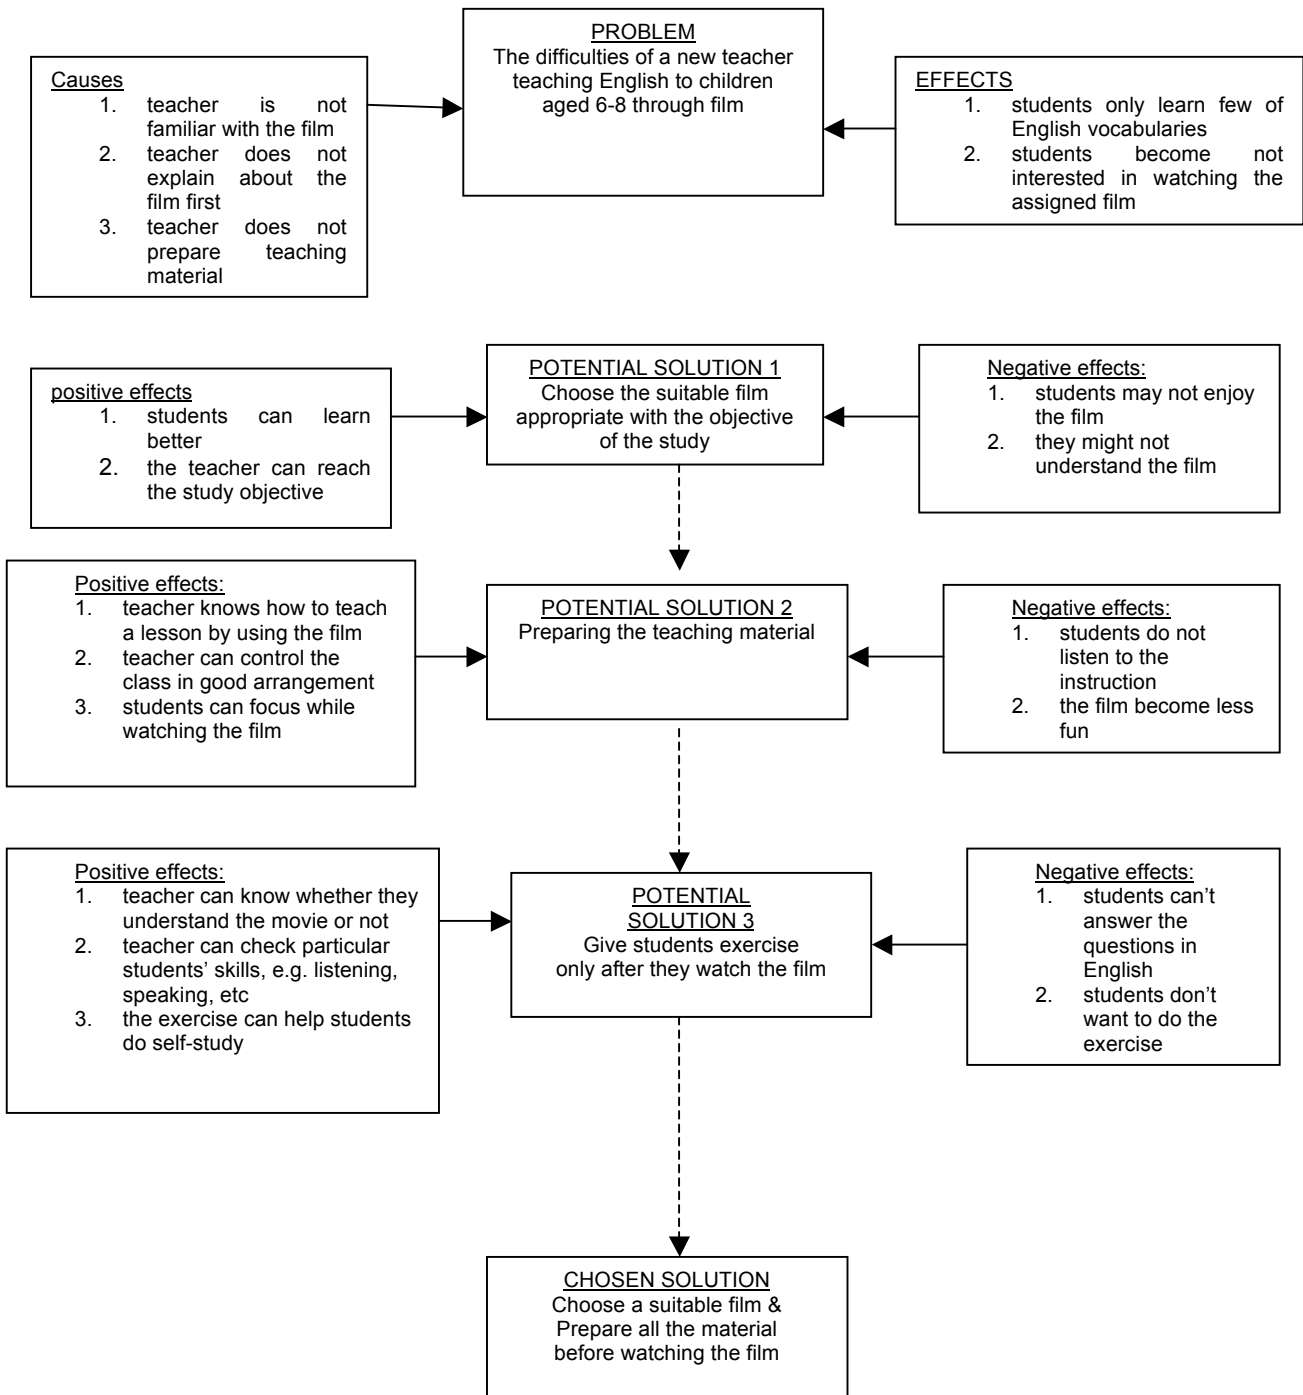 PROBLEM
The difficulties of a new teacher
teaching English to children
aged 6-8 through film
Causes
1. teacher is not
familiar with the film
2. teacher does not
explain about the
film first
3. teacher does not
prepare teaching
material
EFFECTS
1. students only learn few of
English vocabularies
2. students become not
interested in watching the
assigned film
positive effects
1. students can learn
better
2. the teacher can reach
the study objective
POTENTIAL SOLUTION 1
Choose the suitable film
appropriate with the objective
of the study
Negative effects:
1. students may not enjoy
the film
2. they might not
understand the film
Positive effects:
1. teacher knows how to teach
a lesson by using the film
2. teacher can control the
class in good arrangement
3. students can focus while
watching the film
POTENTIAL SOLUTION 2
Preparing the teaching material
Negative effects:
1. students do not
listen to the
instruction
2. the film become less
fun
Positive effects:
1. teacher can know whether they
understand the movie or not
2. teacher can check particular
students’ skills, e.g. listening,
speaking, etc
3. the exercise can help students
do self-study
POTENTIAL
SOLUTION 3
Give students exercise
only after they watch the film
Negative effects:
1. students can’t
answer the
questions in
English
2. students don’t
want to do the
exercise
CHOSEN SOLUTION
Choose a suitable film &
Prepare all the material
before watching the film